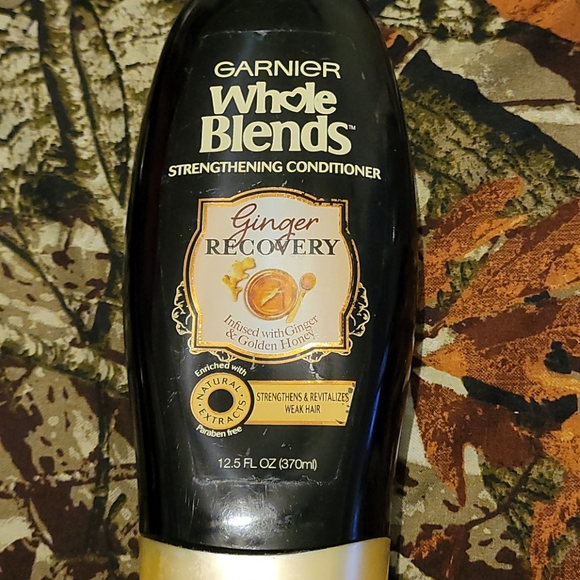 GARNIER
Whole
Blends™
STRENGTHENING CONDITIONER
Ginger
RECOVERY
Infused with Ginger
& Golden Honey
Enriched with
NATURAL
EXTRACTS
Paraben free
STRENGTHENS & REVITALIZES
WEAK HAIR
12.5 FL OZ (370ml)